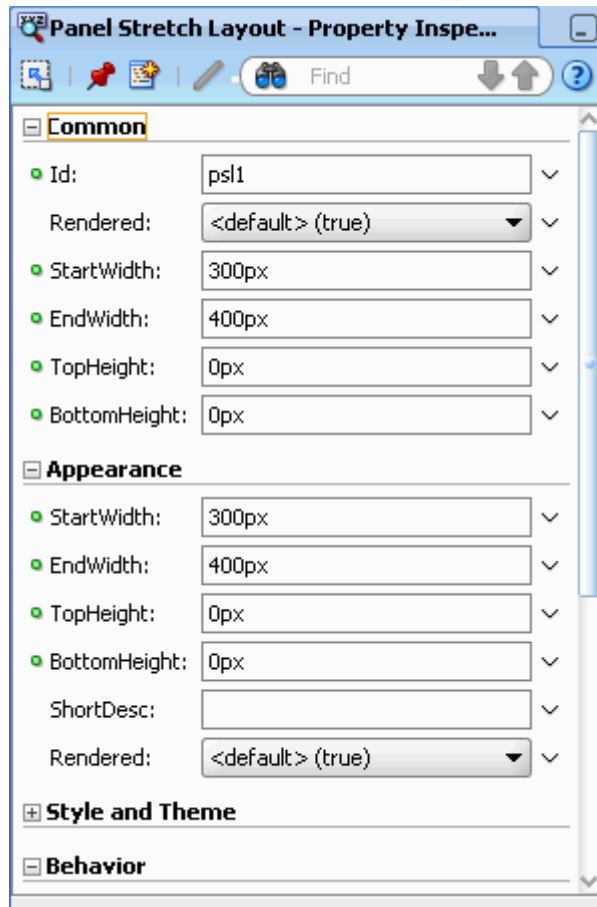 Panel Stretch Layout - Property Inspe...
Find
Common
Id: psl1
Rendered: <default> (true)
StartWidth: 300px
EndWidth: 400px
TopHeight: 0px
BottomHeight: 0px
Appearance
StartWidth: 300px
EndWidth: 400px
TopHeight: 0px
BottomHeight: 0px
ShortDesc:
Rendered: <default> (true)
Style and Theme
Behavior